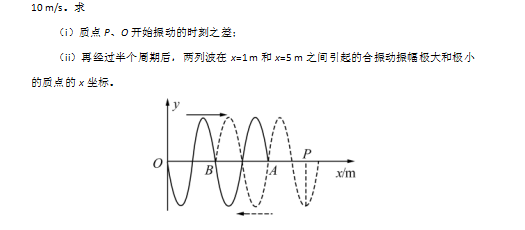 10 m/s．求
（i）质点 P、O 开始振动的时刻之差；
（ii）再经过半个周期后，两列波在 x=1 m 和 x=5 m 之间引起的合振动振幅极大和极小
的质点的 x 坐标．
y
O
B
A
P
x/m